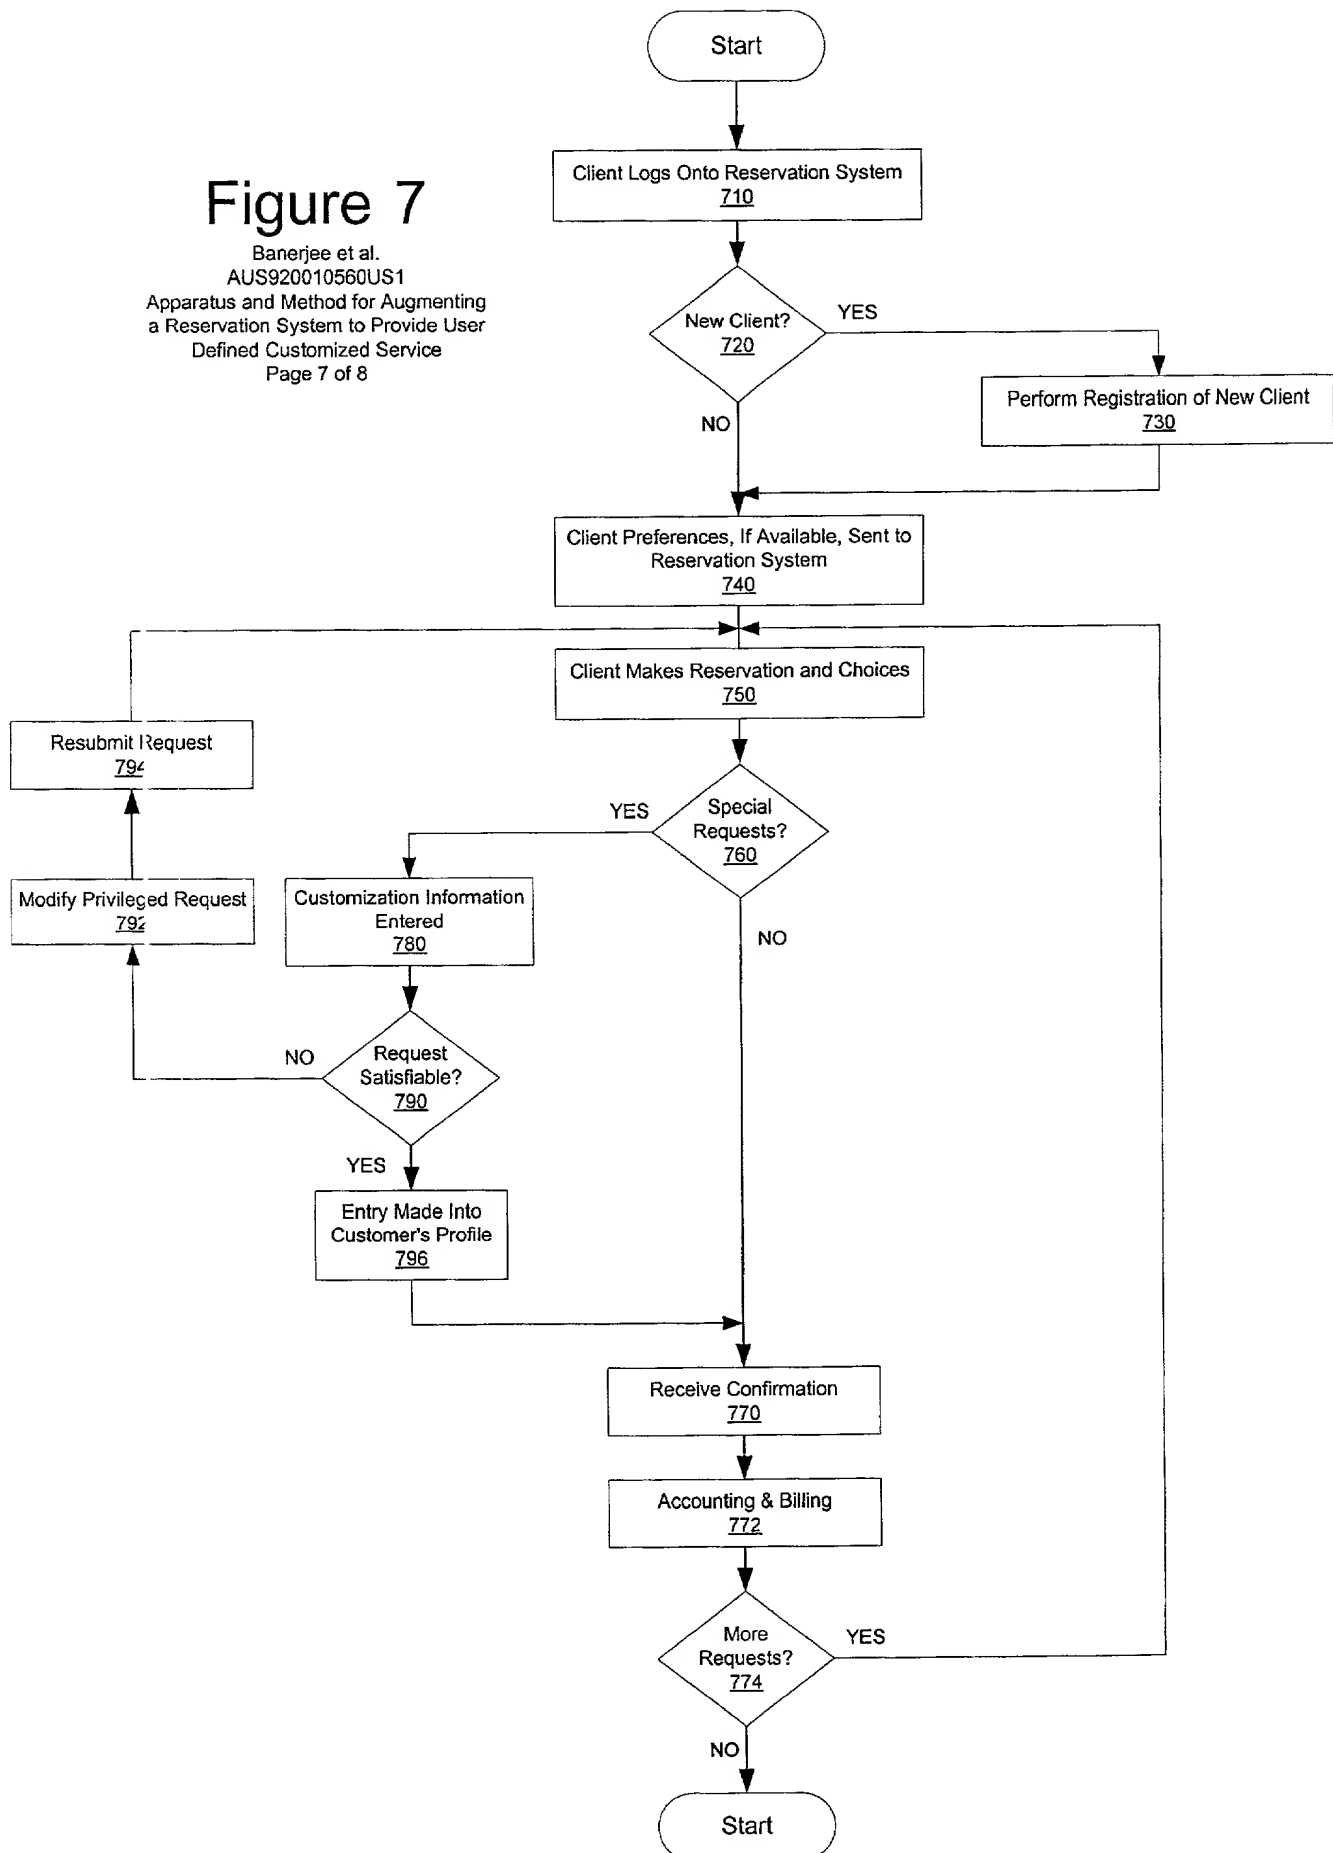 Start
Client Logs Onto Reservation System
710
Figure 7
Banerjee et al.
AUS920010560US1
Apparatus and Method for Augmenting
a Reservation System to Provide User
Defined Customized Service
Page 7 of 8
New Client?
720
YES
NO
Perform Registration of New Client
730
Client Preferences, If Available, Sent to
Reservation System
740
Client Makes Reservation and Choices
750
Resubmit Request
794
Special
Requests?
760
YES
NO
Modify Privileged Request
792
Customization Information
Entered
780
Request
Satisfiable?
790
NO
YES
Entry Made Into
Customer's Profile
796
Receive Confirmation
770
Accounting & Billing
772
More
Requests?
774
YES
NO
Start